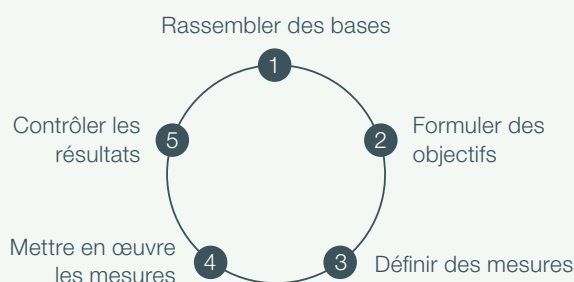 Rassembler des bases
1
Contrôler les
résultats
5
2
Formuler des
objectifs
Mettre en œuvre
les mesures
4
3
Définir des mesures